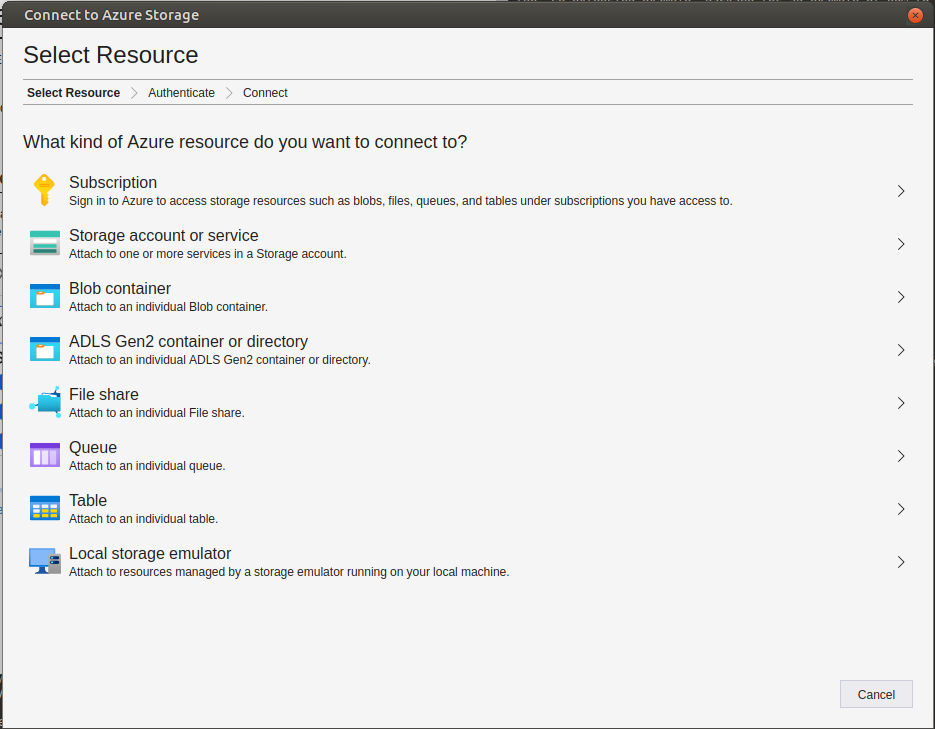 Connect to Azure Storage
Select Resource
Select Resource
Authenticate
Connect
What kind of Azure resource do you want to connect to?
Subscription
Sign in to Azure to access storage resources such as blobs, files, queues, and tables under subscriptions you have access to.
Storage account or service
Attach to one or more services in a Storage account.
Blob container
Attach to an individual Blob container.
ADLS Gen2 container or directory
Attach to an individual ADLS Gen2 container or directory.
File share
Attach to an individual File share.
Queue
Attach to an individual queue.
Table
Attach to an individual table.
Local storage emulator
Attach to resources managed by a storage emulator running on your local machine.
Cancel